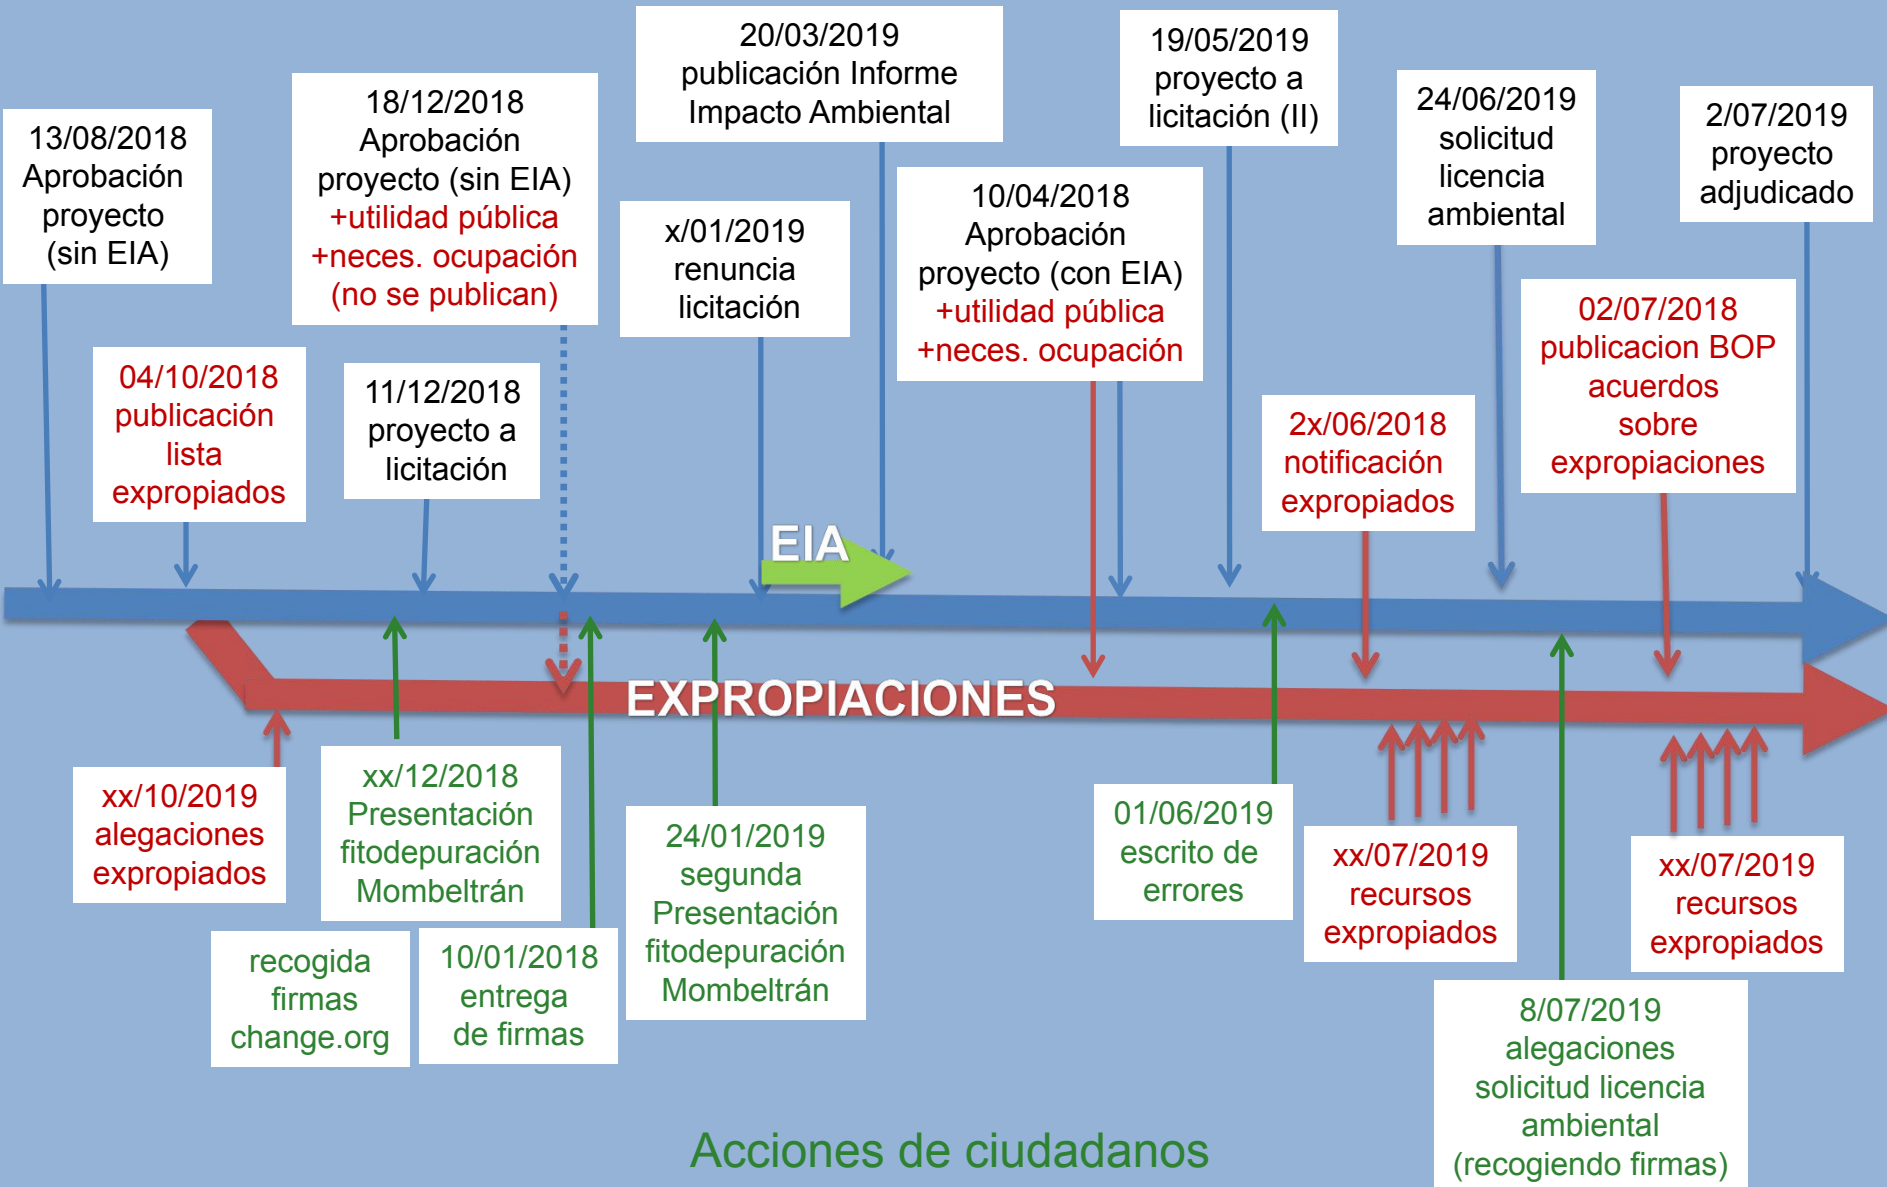 13/08/2018
Aprobación
proyecto
(sin EIA)
04/10/2018
publicación
lista
expropiados
18/12/2018
Aprobación
proyecto (sin EIA)
+utilidad pública
+neces. ocupación
(no se publican)
11/12/2018
proyecto a
licitación
20/03/2019
publicación Informe
Impacto Ambiental
x/01/2019
renuncia
licitación
10/04/2018
Aprobación
proyecto (con EIA)
+utilidad pública
+neces. ocupación
19/05/2019
proyecto a
licitación (II)
2x/06/2018
notificación
expropiados
24/06/2019
solicitud
licencia
ambiental
02/07/2018
publicacion BOP
acuerdos
sobre
expropiaciones
2/07/2019
proyecto
adjudicado
EIA
EXPROPIACIONES
xx/10/2019
alegaciones
expropiados
xx/12/2018
Presentación
fitodepuración
Mombeltrán
recogida
firmas
change.org
10/01/2018
entrega
de firmas
24/01/2019
segunda
Presentación
fitodepuración
Mombeltrán
01/06/2019
escrito de
errores
xx/07/2019
recursos
expropiados
xx/07/2019
recursos
expropiados
8/07/2019
alegaciones
solicitud licencia
ambiental
(recogiendo firmas)
Acciones de ciudadanos